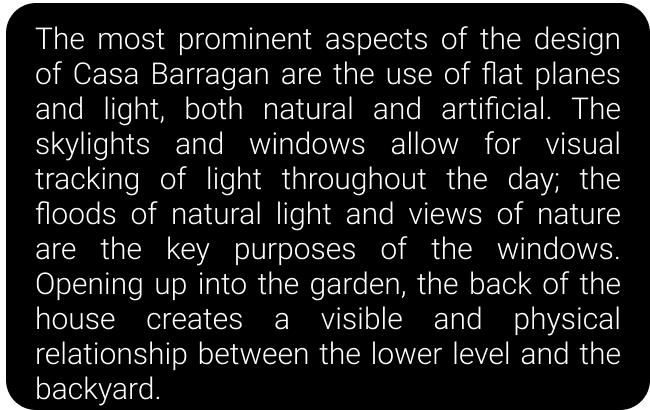 The most prominent aspects of the design
of Casa Barragan are the use of flat planes
and light, both natural and artificial. The
skylights and windows allow for visual
tracking of light throughout the day; the
floods of natural light and views of nature
are the key purposes of the windows.
Opening up into the garden, the back of the
house creates a visible and physical
relationship between the lower level and the
backyard.